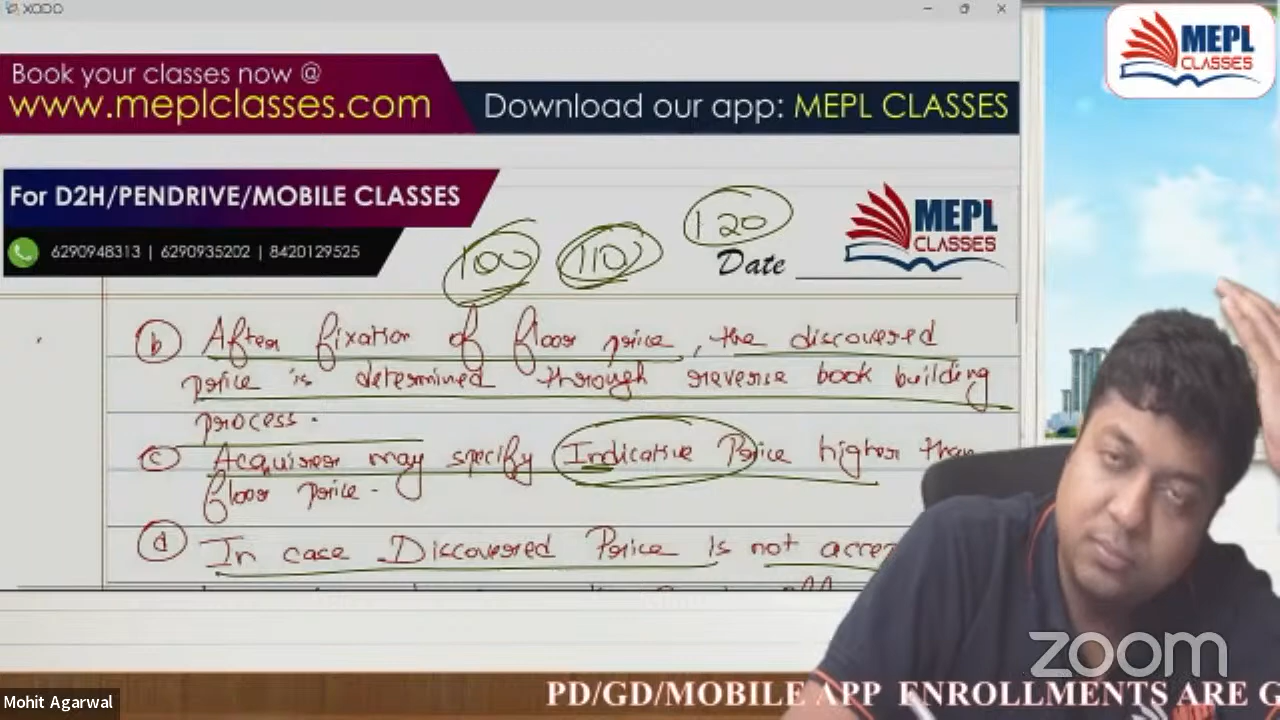 XODO
Book your classes now @
www.meplclasses.com
Download our app: MEPL CLASSES
MEPL
CLASSES
For D2H/PENDRIVE/MOBILE CLASSES
6290948313 | 6290935202 | 8420129525
100 110 120
Date
MEPL
CLASSES
(b) After fixation of floor price, the discovered
price is determined through reverse book building
process.
(c) Acquirer may specify Indicative Price higher than
floor price.
(d) In case Discovered Price is not
zoom
Mohit Agarwal
PD/GD/MOBILE APP ENROLLMENTS ARE